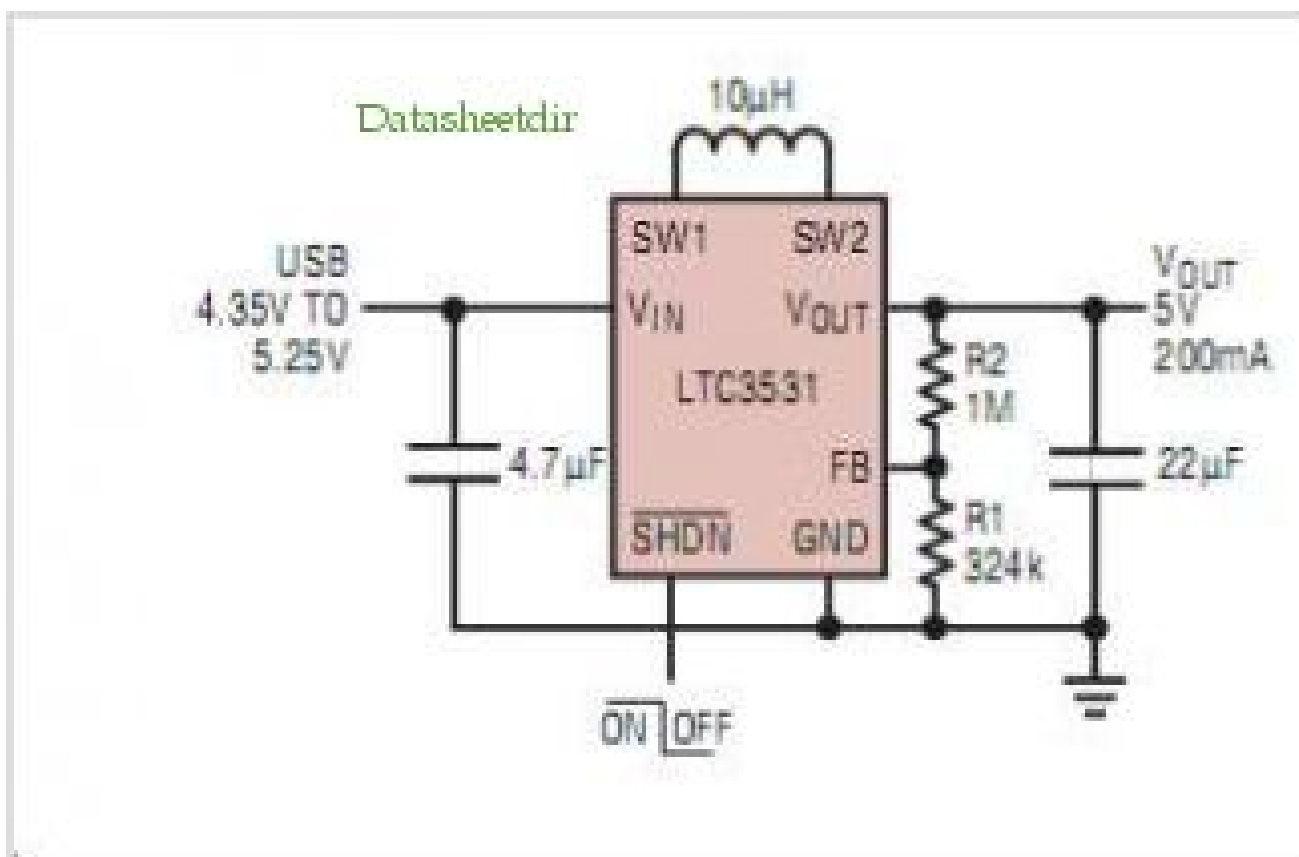 Datasheetdir
10µH
SW1 SW2
USB
4.35V TO
5.25V
VIN VOUT
VOUT
5V
200mA
LTC3531
R2
1M
4.7µF
FB
22µF
SHDN GND
R1
324k
ON OFF